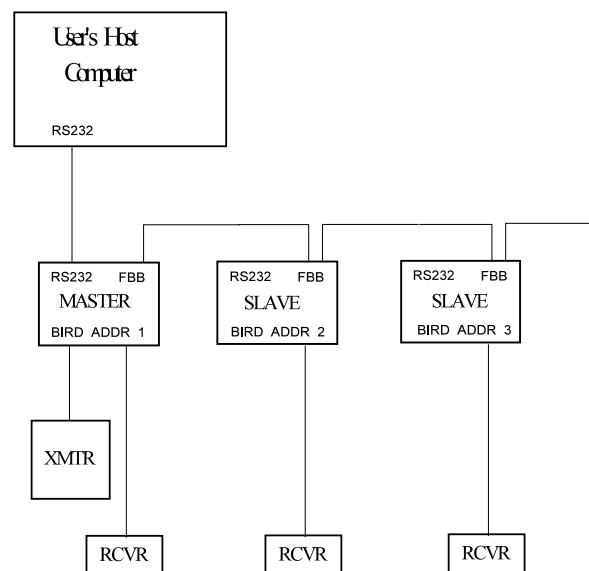 User's Host
Computer
RS232
RS232 FBB
MASTER
BIRD ADDR 1
RS232 FBB
SLAVE
BIRD ADDR 2
RS232 FBB
SLAVE
BIRD ADDR 3
XMTR
RCVR
RCVR
RCVR